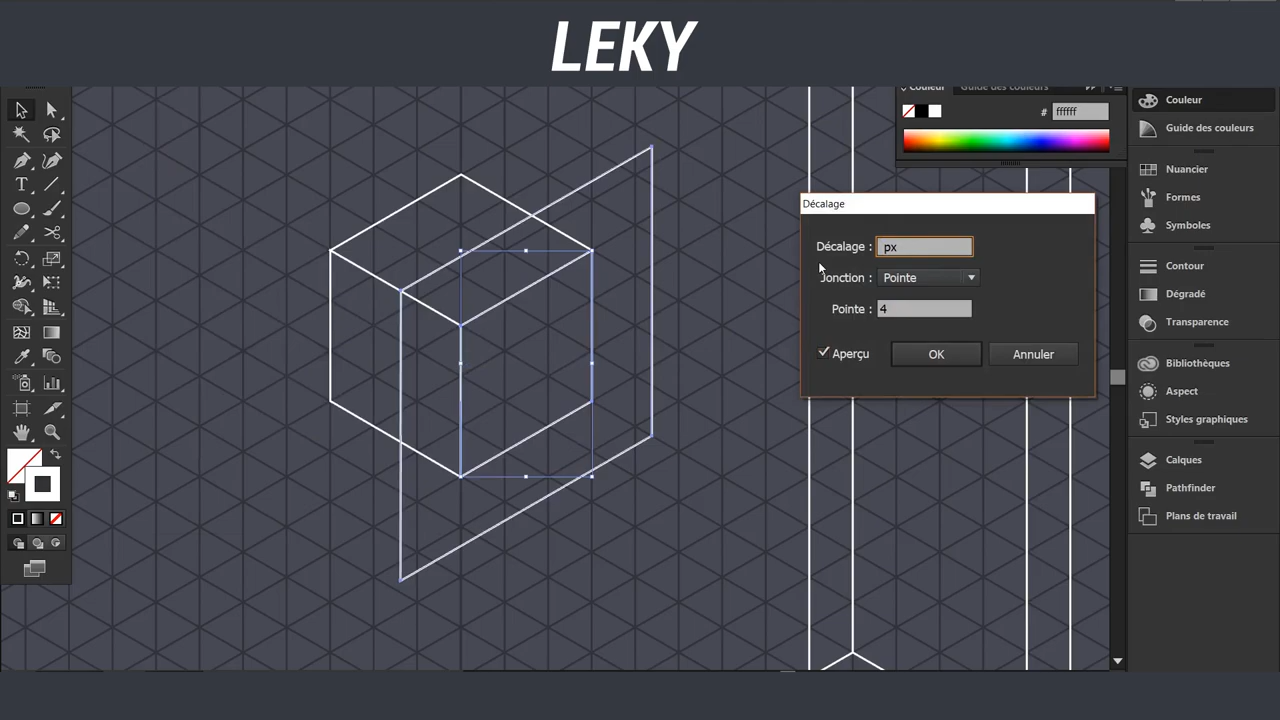 LEKY
Couleur
Guide des couleurs
# ffffff
Décalage
Décalage : px
Jonction : Pointe
Pointe : 4
Aperçu
OK
Annuler
Couleur
Guide des couleurs
Nuancier
Formes
Symboles
Contour
Dégradé
Transparence
Bibliothèques
Aspect
Styles graphiques
Calques
Pathfinder
Plans de travail